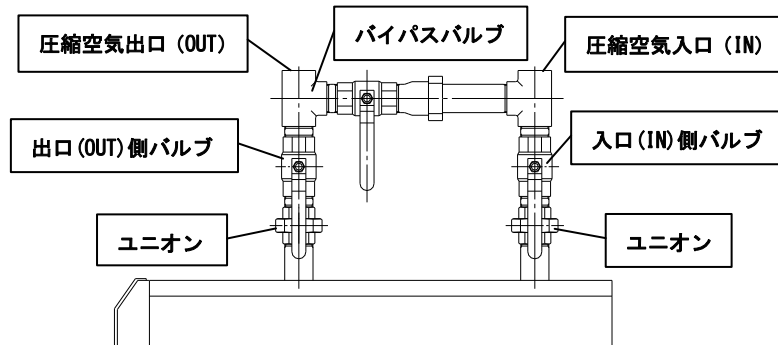 圧縮空気出口(OUT)
バイパスバルブ
圧縮空気入口(IN)
出口(OUT)側バルブ
入口(IN)側バルブ
ユニオン
ユニオン